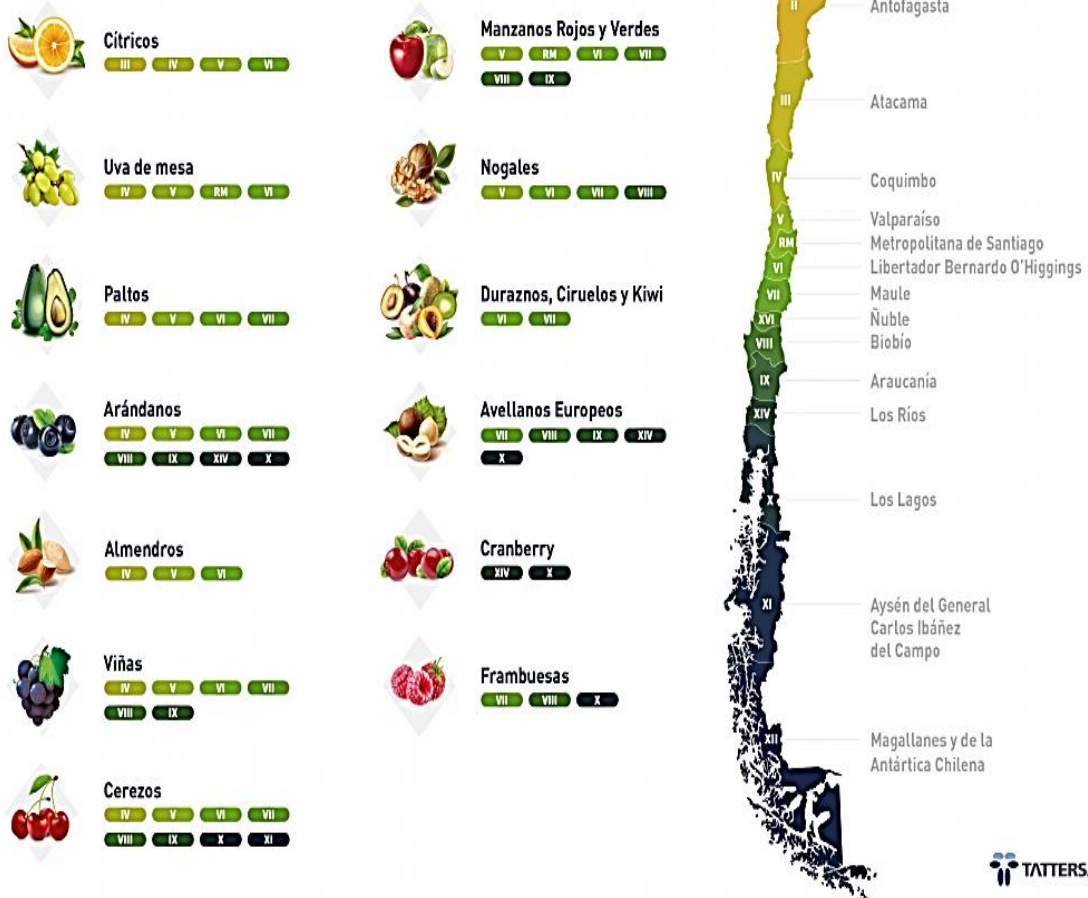 Cítricos
III IV V VI
Uva de mesa
IV V RM VI
Paltos
IV V VI VII
Arándanos
IV V VI VII
VIII IX XIV X
Almendros
IV V VI
Viñas
IV V VI VII
VIII IX
Cerezos
IV V VI VII
VIII IX X XI
Manzanos Rojos y Verdes
V RM VI VII
VIII IX
Nogales
V VI VII VIII
Duraznos, Ciruelos y Kiwi
VI VII
Avellanos Europeos
VII VIII IX XIV
X
Cranberry
XIV X
Frambuesas
VII VIII X
II Antofagasta
III Atacama
IV Coquimbo
V Valparaíso
RM Metropolitana de Santiago
VI Libertador Bernardo O'Higgings
VII Maule
XVI Ñuble
VIII Biobío
IX Araucanía
XIV Los Ríos
X Los Lagos
XI Aysén del General
Carlos Ibáñez
del Campo
XII Magallanes y de la
Antártica Chilena
TATTERS